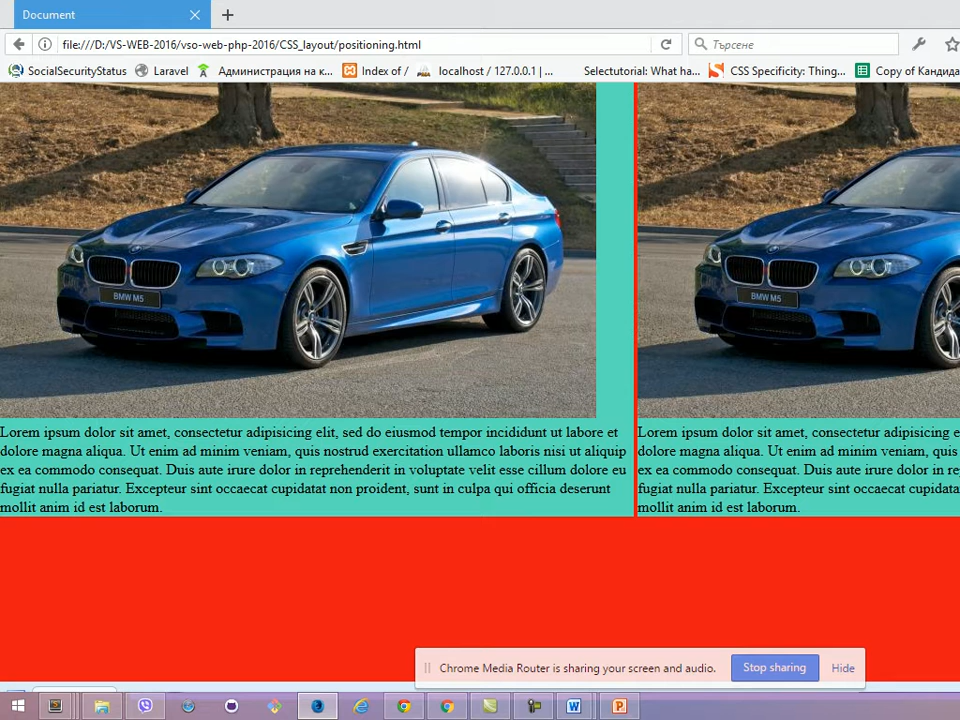 Document
file:///D:/VS-WEB-2016/vso-web-php-2016/CSS_layout/positioning.html
Търсене
SocialSecurityStatus Laravel Администрация на к... Index of / localhost / 127.0.0.1 | ... Selectutorial: What ha... CSS Specificity: Thing... Copy of Кандида
BMW M5
BMW M5
Lorem ipsum dolor sit amet, consectetur adipisicing elit, sed do eiusmod tempor incididunt ut labore et
dolore magna aliqua. Ut enim ad minim veniam, quis nostrud exercitation ullamco laboris nisi ut aliquip
ex ea commodo consequat. Duis aute irure dolor in reprehenderit in voluptate velit esse cillum dolore eu
fugiat nulla pariatur. Excepteur sint occaecat cupidatat non proident, sunt in culpa qui officia deserunt
mollit anim id est laborum.
Lorem ipsum dolor sit amet, consectetur adipisicing e
dolore magna aliqua. Ut enim ad minim veniam, quis
ex ea commodo consequat. Duis aute irure dolor in re
fugiat nulla pariatur. Excepteur sint occaecat cupidata
mollit anim id est laborum.
Chrome Media Router is sharing your screen and audio. Stop sharing Hide